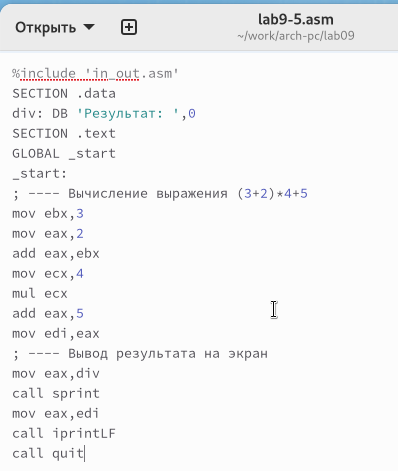 Открыть
lab9-5.asm
~/work/arch-pc/lab09
%include 'in_out.asm'
SECTION .data
div: DB 'Результат: ',0
SECTION .text
GLOBAL _start
_start:
; ---- Вычисление выражения (3+2)*4+5
mov ebx,3
mov eax,2
add eax,ebx
mov ecx,4
mul ecx
add eax,5
mov edi,eax
; ---- Вывод результата на экран
mov eax,div
call sprint
mov eax,edi
call iprintLF
call quit